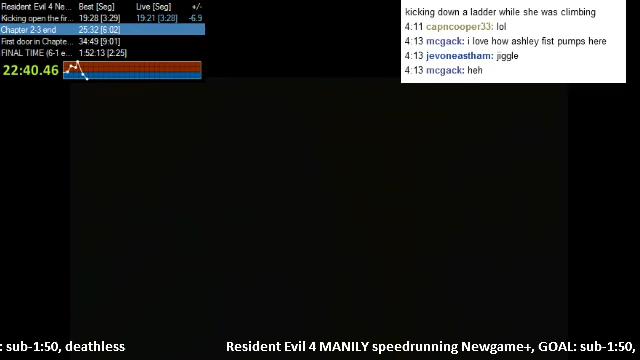 Resident Evil 4 Ne... Best [Seg] Live [Seg] +/-
Kicking open the fir... 19:28 [3:29] 19:21 [3:28] -6.9
Chapter 2-3 end 25:32 [6:02]
First door in Chapte... 34:49 [9:01]
FINAL TIME (6-1 e... 1:52:13 [2:25]
22:40.46
kicking down a ladder while she was climbing
4:11 capncooper33: lol
4:13 mcgack: i love how ashley fist pumps here
4:13 jevoneastham: jiggle
4:13 mcgack: heh
: sub-1:50, deathless Resident Evil 4 MANILY speedrunning Newgame+, GOAL: sub-1:50,